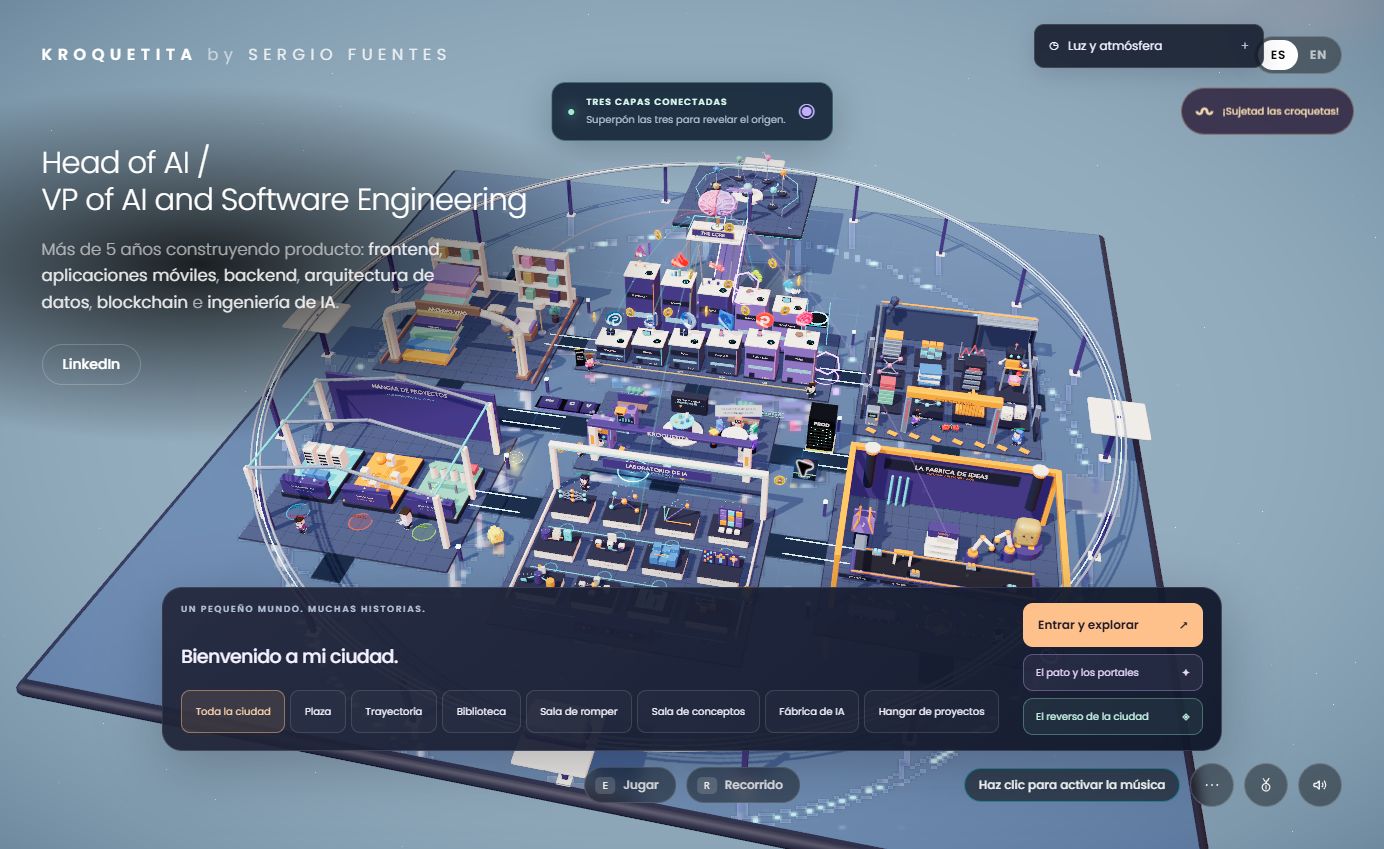 KROQUETITA by SERGIO FUENTES
Luz y atmósfera +
ES EN
TRES CAPAS CONECTADAS
Superpón las tres para revelar el origen.
¡Sujetad las croquetas!
Head of AI /
VP of AI and Software Engineering
Más de 5 años construyendo producto: frontend,
aplicaciones móviles, backend, arquitectura de
datos, blockchain e ingeniería de IA.
LinkedIn
THE CORE
HANGAR DE PROYECTOS
PROD
LABORATORIO DE IA
LA FABRICA DE IDEAS
UN PEQUEÑO MUNDO. MUCHAS HISTORIAS.
Bienvenido a mi ciudad.
Toda la ciudad
Plaza
Trayectoria
Biblioteca
Sala de romper
Sala de conceptos
Fábrica de IA
Hangar de proyectos
Entrar y explorar
El pato y los portales
El reverso de la ciudad
E Jugar
R Recorrido
Haz clic para activar la música